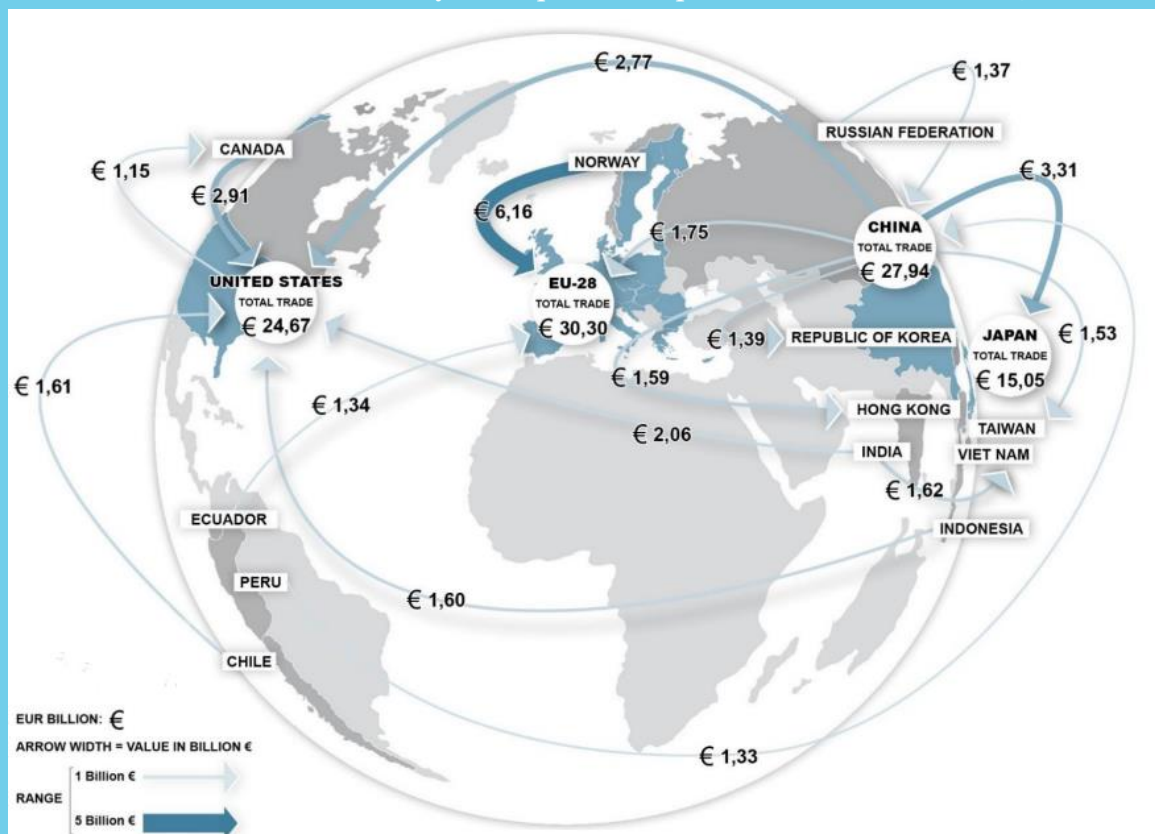 € 2,77
€ 1,37
RUSSIAN FEDERATION
CANADA
NORWAY
€ 1,15
€ 3,31
€ 2,91
€ 6,16
€ 1,75
CHINA
TOTAL TRADE
€ 27,94
UNITED STATES
TOTAL TRADE
€ 24,67
EU-28
TOTAL TRADE
€ 30,30
€ 1,39
REPUBLIC OF KOREA
JAPAN
TOTAL TRADE
€ 15,05
€ 1,53
€ 1,61
€ 1,34
€ 1,59
HONG KONG
€ 2,06
TAIWAN
INDIA
VIET NAM
€ 1,62
ECUADOR
INDONESIA
PERU
€ 1,60
CHILE
€ 1,33
EUR BILLION: €
ARROW WIDTH = VALUE IN BILLION €
RANGE
1 Billion €
5 Billion €